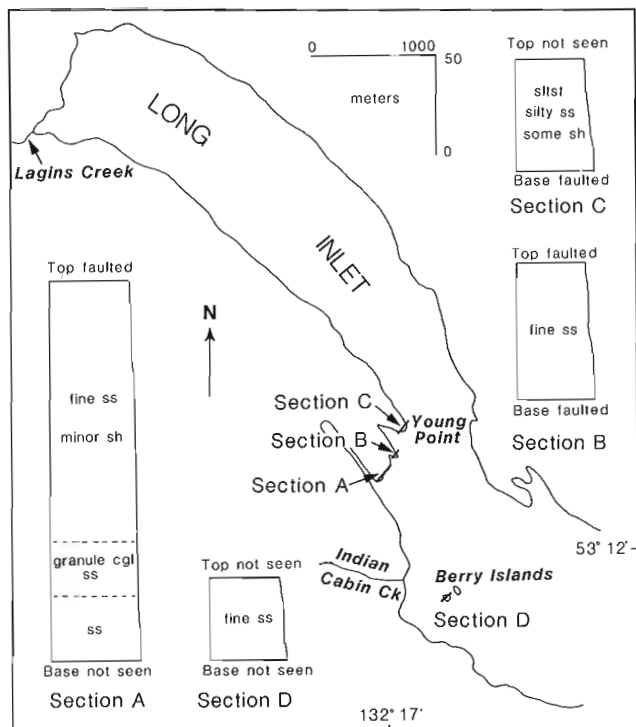 0 1000
50
meters
0
Top not seen
sltst
silty ss
some sh
Base faulted
Section C
LONG
INLET
Lagins Creek
Top faulted
fine ss
minor sh
granule cgl
ss
ss
Base not seen
Section A
N
Top faulted
fine ss
Base faulted
Section B
Section C
Young
Point
Section B
Section A
53° 12'
Indian
Cabin Ck
Berry Islands
Section D
Top not seen
fine ss
Base not seen
Section D
132° 17'